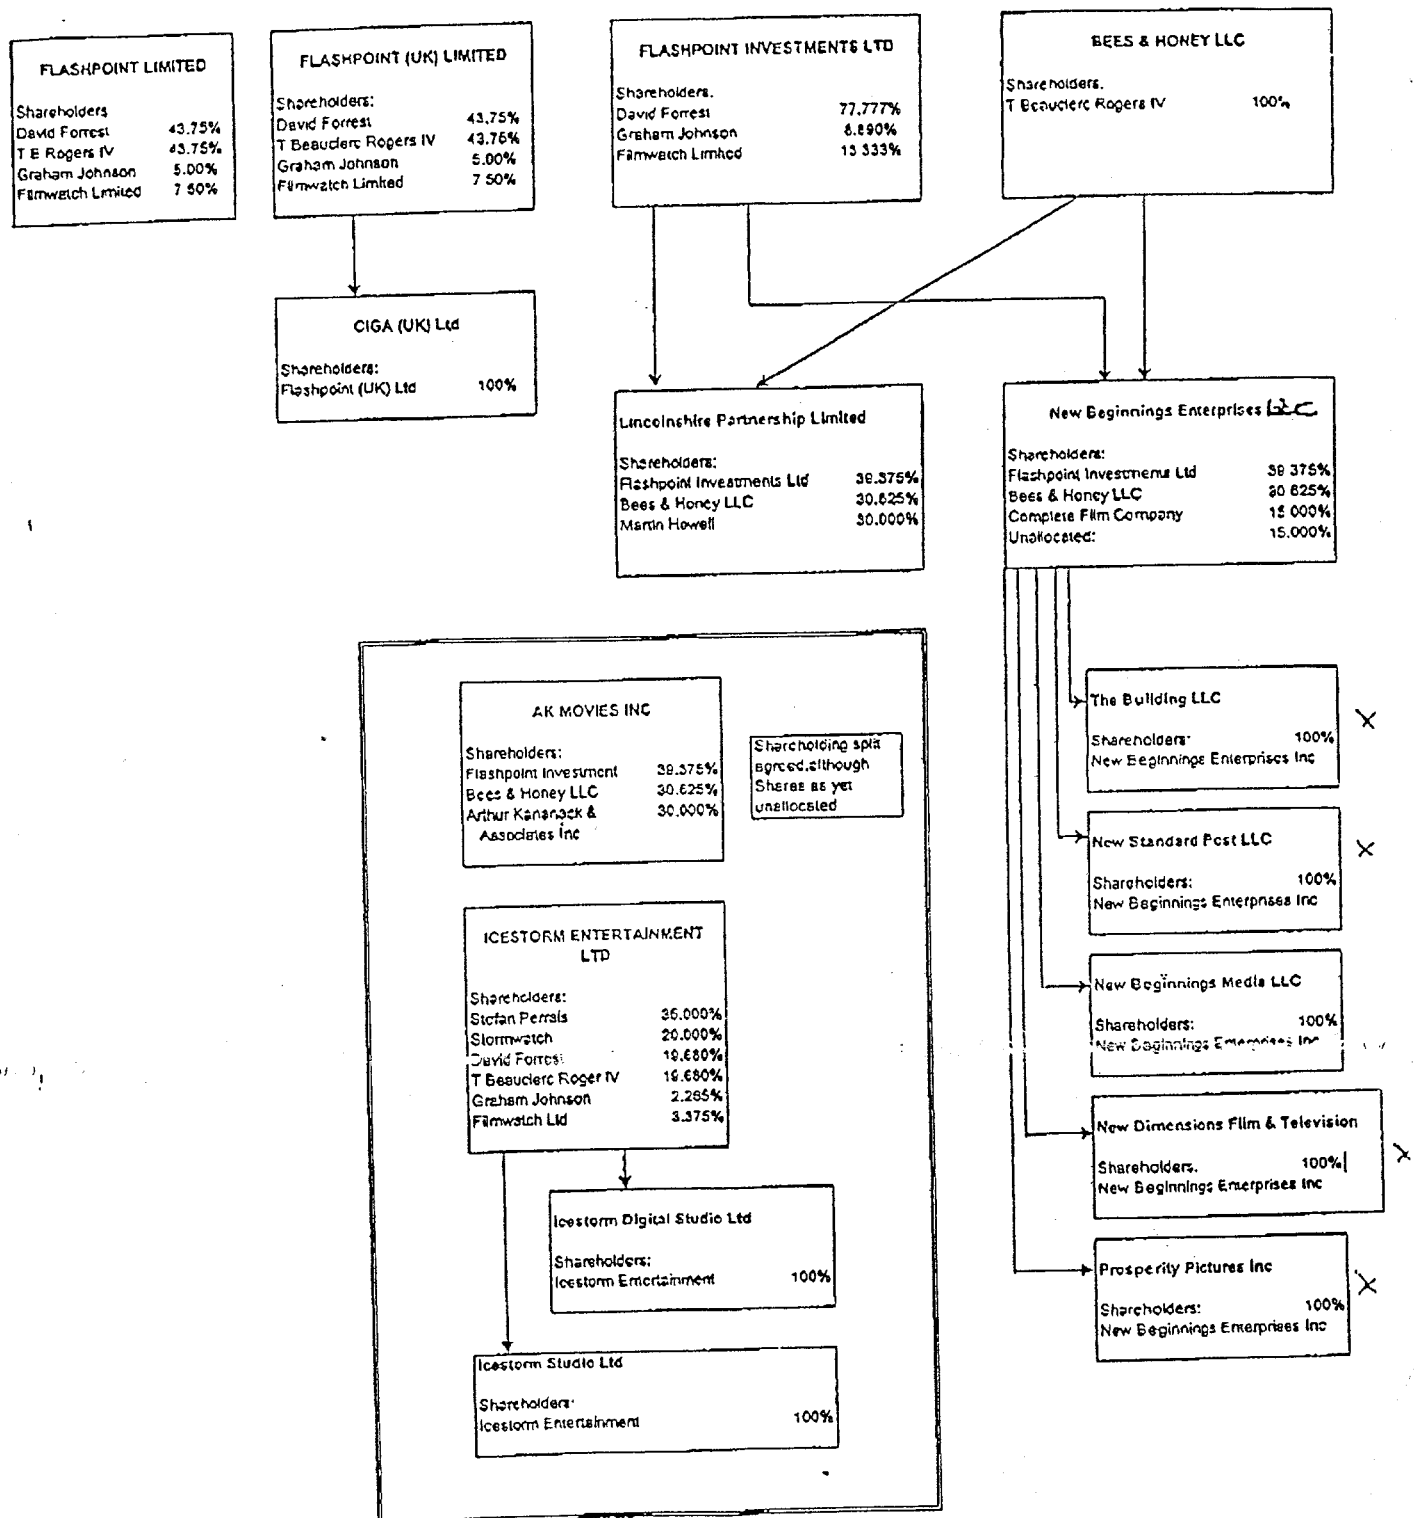 FLASHPOINT LIMITED
Shareholders
David Forrest 43.75%
T E Rogers IV 43.75%
Graham Johnson 5.00%
Filmwatch Limited 7 50%
FLASHPOINT (UK) LIMITED
Shareholders:
David Forrest 43.75%
T Beauclerc Rogers IV 43.75%
Graham Johnson 5.00%
Filmwatch Limited 7 50%
FLASHPOINT INVESTMENTS LTD
Shareholders.
David Forrest 77.777%
Graham Johnson 8.890%
Filmwatch Limited 13 333%
BEES & HONEY LLC
Shareholders.
T Beauclerc Rogers IV 100%
CIGA (UK) Ltd
Shareholders:
Flashpoint (UK) Ltd 100%
Lincolnshire Partnership Limited
Shareholders:
Flashpoint Investments Ltd 39.375%
Bees & Honey LLC 30.625%
Martin Howell 30.000%
New Beginnings Enterprises LLC
Shareholders:
Flashpoint Investments Ltd 39 375%
Bees & Honey LLC 30 625%
Complete Film Company 15 000%
Unallocated: 15.000%
AK MOVIES INC
Shareholders:
Flashpoint Investment 39.375%
Bees & Honey LLC 30.625%
Arthur Kananack & 30.000%
Associates Inc
Shareholding split
agreed.although
Shares as yet
unallocated
The Building LLC
Shareholders: 100%
New Beginnings Enterprises Inc
X
New Standard Post LLC
Shareholders: 100%
New Beginnings Enterprises Inc
X
ICESTORM ENTERTAINMENT
LTD
Shareholders:
Stefan Perrais 35.000%
Stormwatch 20.000%
David Forrest 19.680%
T Beauclerc Roger IV 19.680%
Graham Johnson 2.265%
Filmwatch Ltd 3.375%
New Beginnings Media LLC
Shareholders: 100%
New Beginnings Enterprises Inc
New Dimensions Film & Television
Shareholders. 100%
New Beginnings Enterprises Inc
X
Icestorm Digital Studio Ltd
Shareholders:
Icestorm Entertainment 100%
Prosperity Pictures Inc
Shareholders: 100%
New Beginnings Enterprises Inc
X
Icestorm Studio Ltd
Shareholders:
Icestorm Entertainment 100%